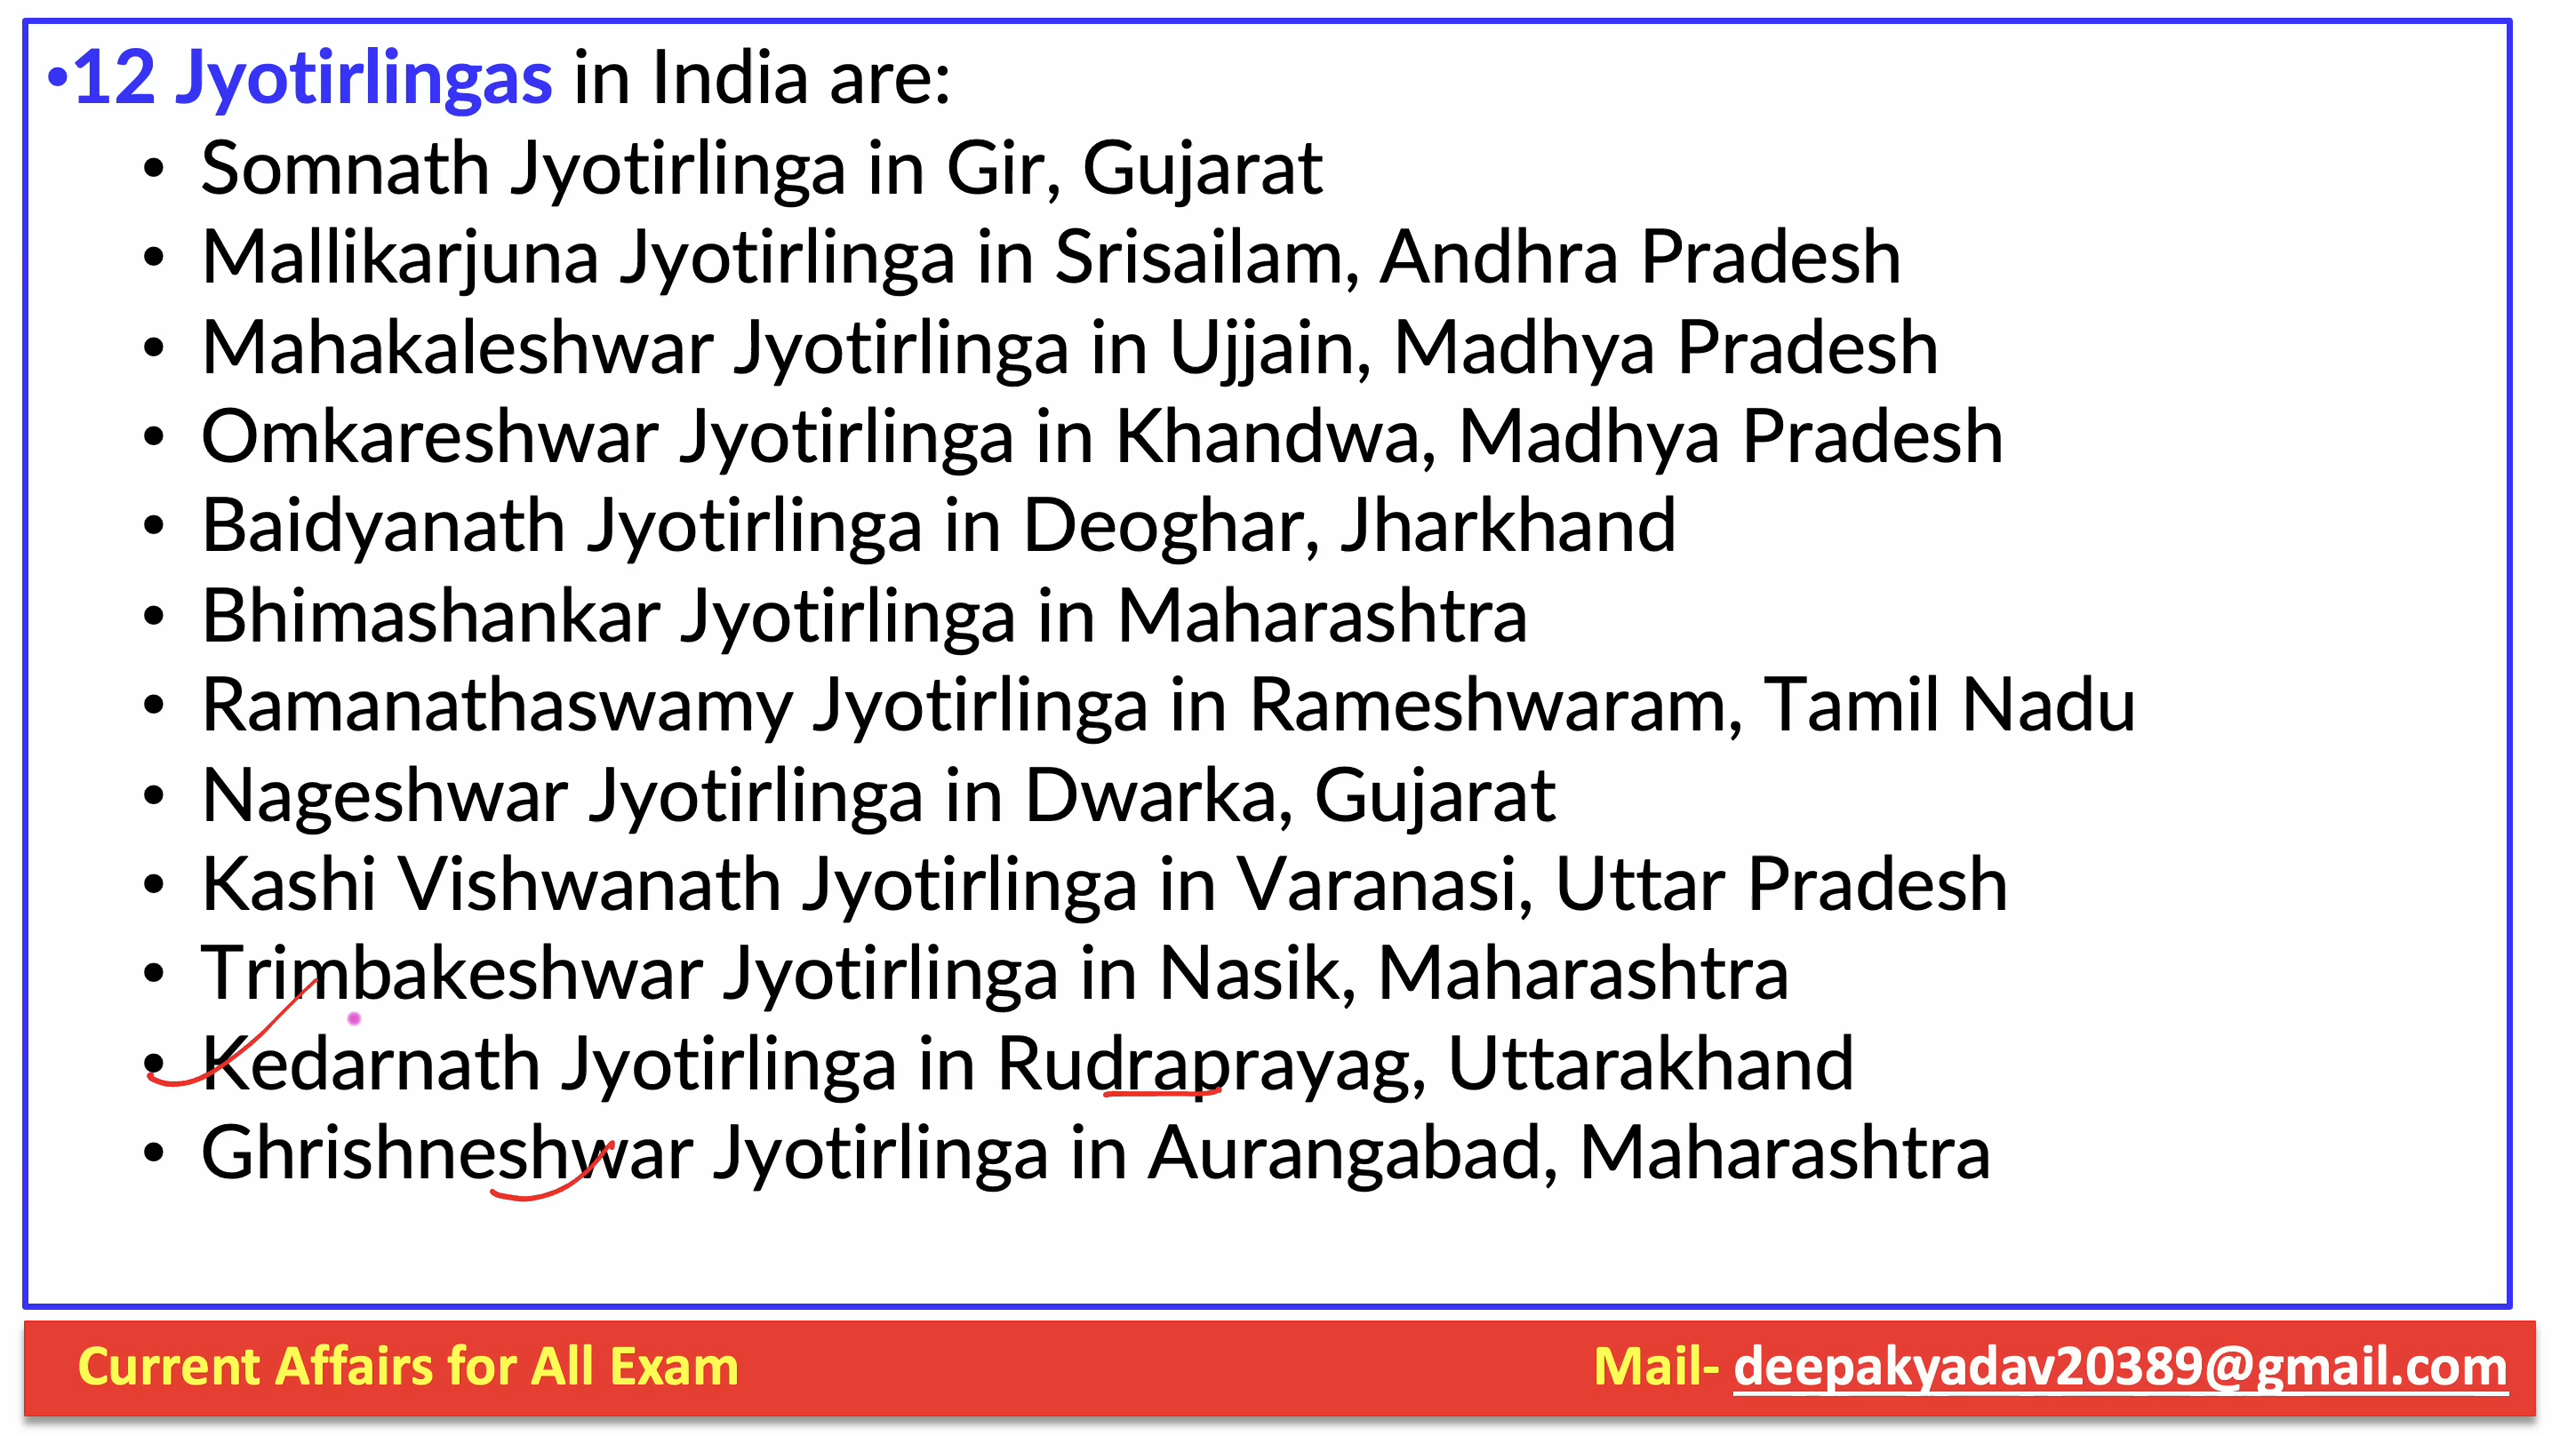 •12 Jyotirlingas in India are:
• Somnath Jyotirlinga in Gir, Gujarat
• Mallikarjuna Jyotirlinga in Srisailam, Andhra Pradesh
• Mahakaleshwar Jyotirlinga in Ujjain, Madhya Pradesh
• Omkareshwar Jyotirlinga in Khandwa, Madhya Pradesh
• Baidyanath Jyotirlinga in Deoghar, Jharkhand
• Bhimashankar Jyotirlinga in Maharashtra
• Ramanathaswamy Jyotirlinga in Rameshwaram, Tamil Nadu
• Nageshwar Jyotirlinga in Dwarka, Gujarat
• Kashi Vishwanath Jyotirlinga in Varanasi, Uttar Pradesh
• Trimbakeshwar Jyotirlinga in Nasik, Maharashtra
• Kedarnath Jyotirlinga in Rudraprayag, Uttarakhand
• Ghrishneshwar Jyotirlinga in Aurangabad, Maharashtra
Current Affairs for All Exam
Mail- deepakyadav20389@gmail.com